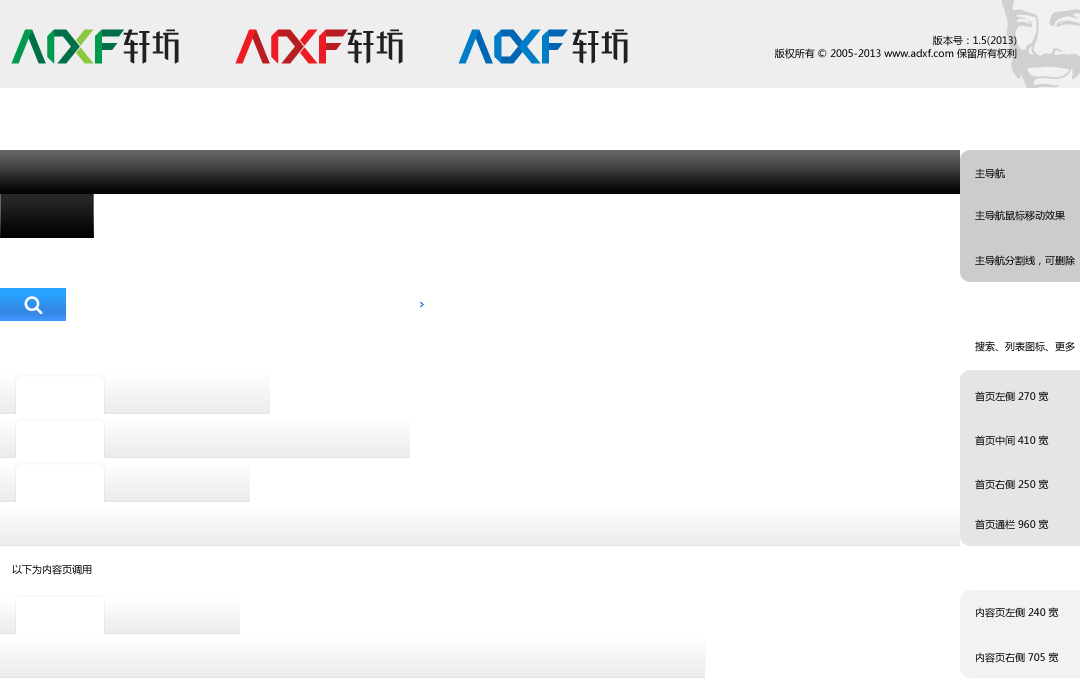 ADXF轩坊 ADXF轩坊 ADXF轩坊
版本号：1.5(2013)
版权所有 © 2005-2013 www.adxf.com 保留所有权利
主导航
主导航鼠标移动效果
主导航分割线，可删除
搜索、列表图标、更多
首页左侧 270 宽
首页中间 410 宽
首页右侧 250 宽
首页通栏 960 宽
以下为内容页调用
内容页左侧 240 宽
内容页右侧 705 宽